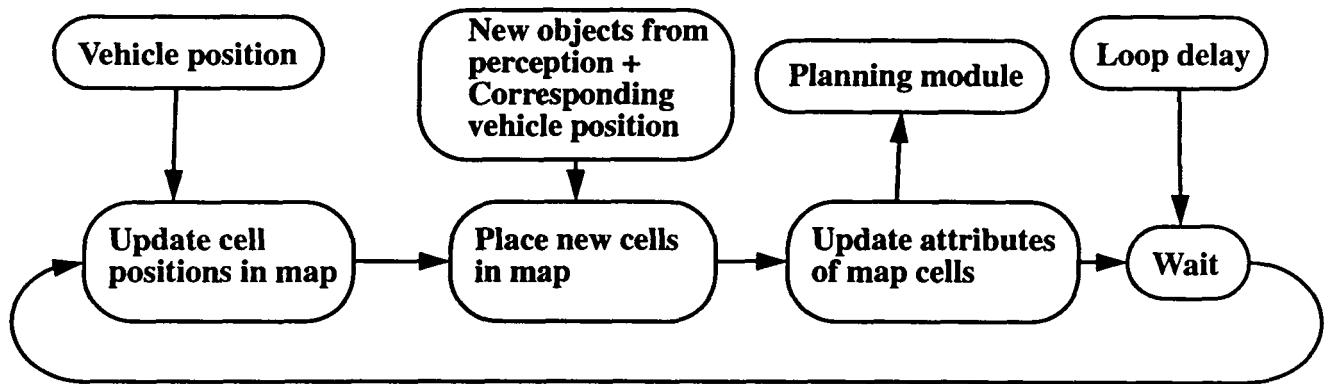 Vehicle position
New objects from
perception +
Corresponding
vehicle position
Planning module
Loop delay
Update cell
positions in map
Place new cells
in map
Update attributes
of map cells
Wait